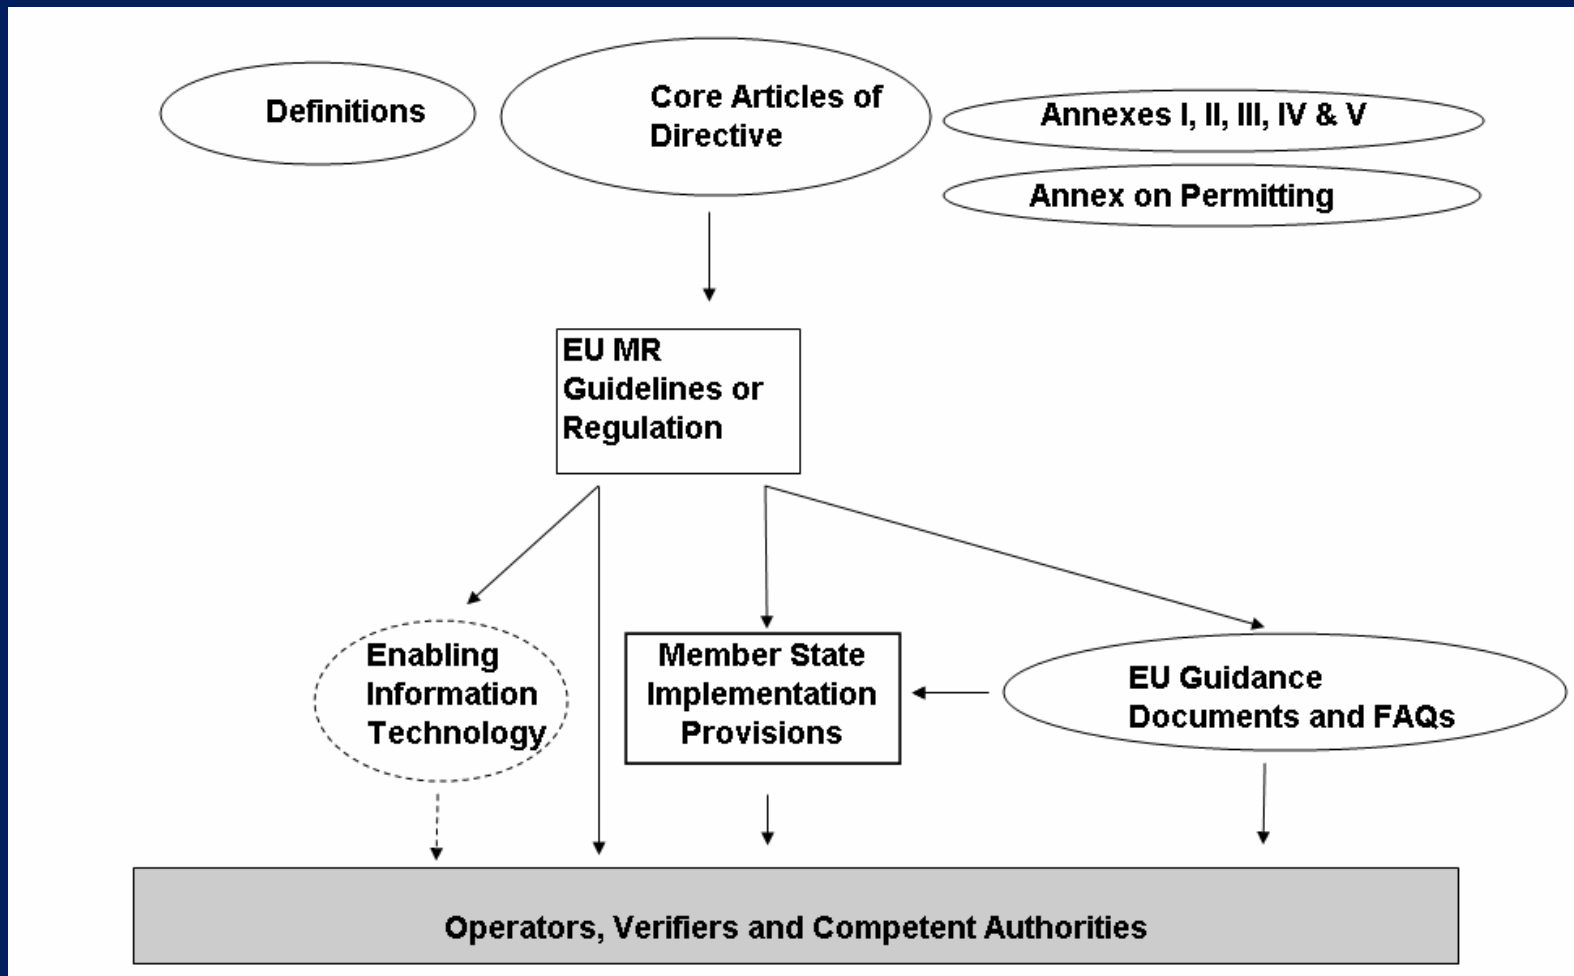 Definitions
Core Articles of
Directive
Annexes I, II, III, IV & V
Annex on Permitting
EU MR
Guidelines or
Regulation
Enabling
Information
Technology
Member State
Implementation
Provisions
EU Guidance
Documents and FAQs
Operators, Verifiers and Competent Authorities